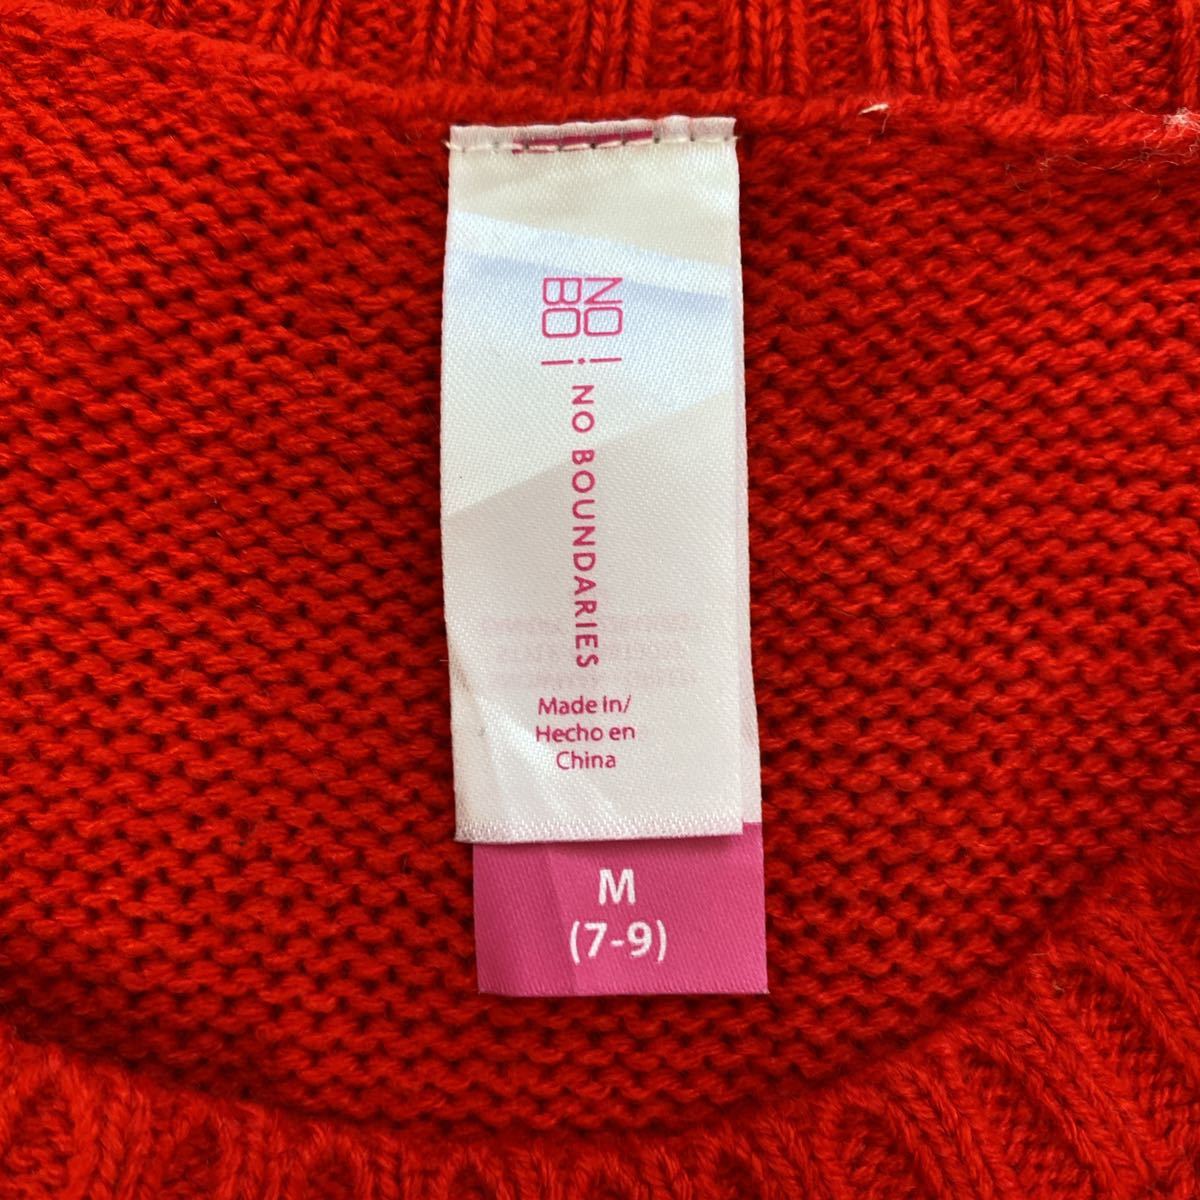 NO
BO
NO BOUNDARIES
Made In/
Hecho en
China
M
(7-9)